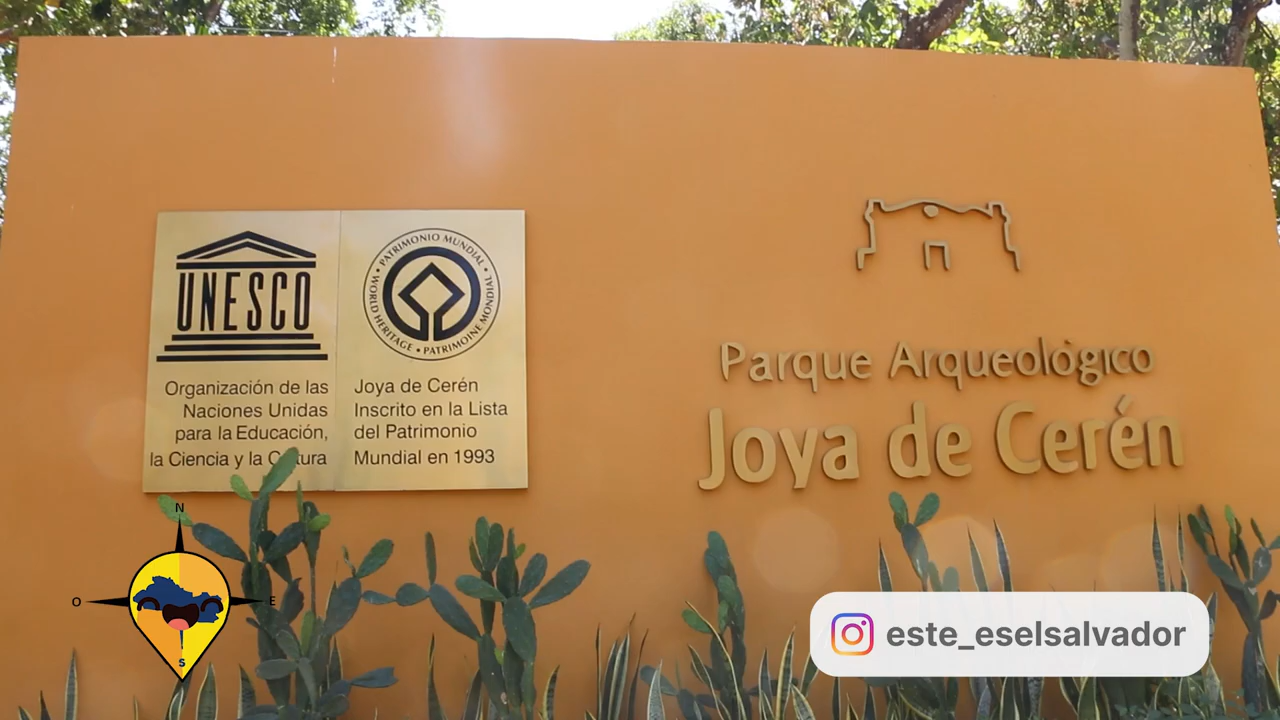 UNESCO
Organización de las
Naciones Unidas
para la Educación,
la Ciencia y la Cultura
PATRIMONIO MUNDIAL • WORLD HERITAGE • PATRIMOINE MONDIAL •
Joya de Cerén
Inscrito en la Lista
del Patrimonio
Mundial en 1993
Parque Arqueológico
Joya de Cerén
N
O
E
S
este_eselsalvador